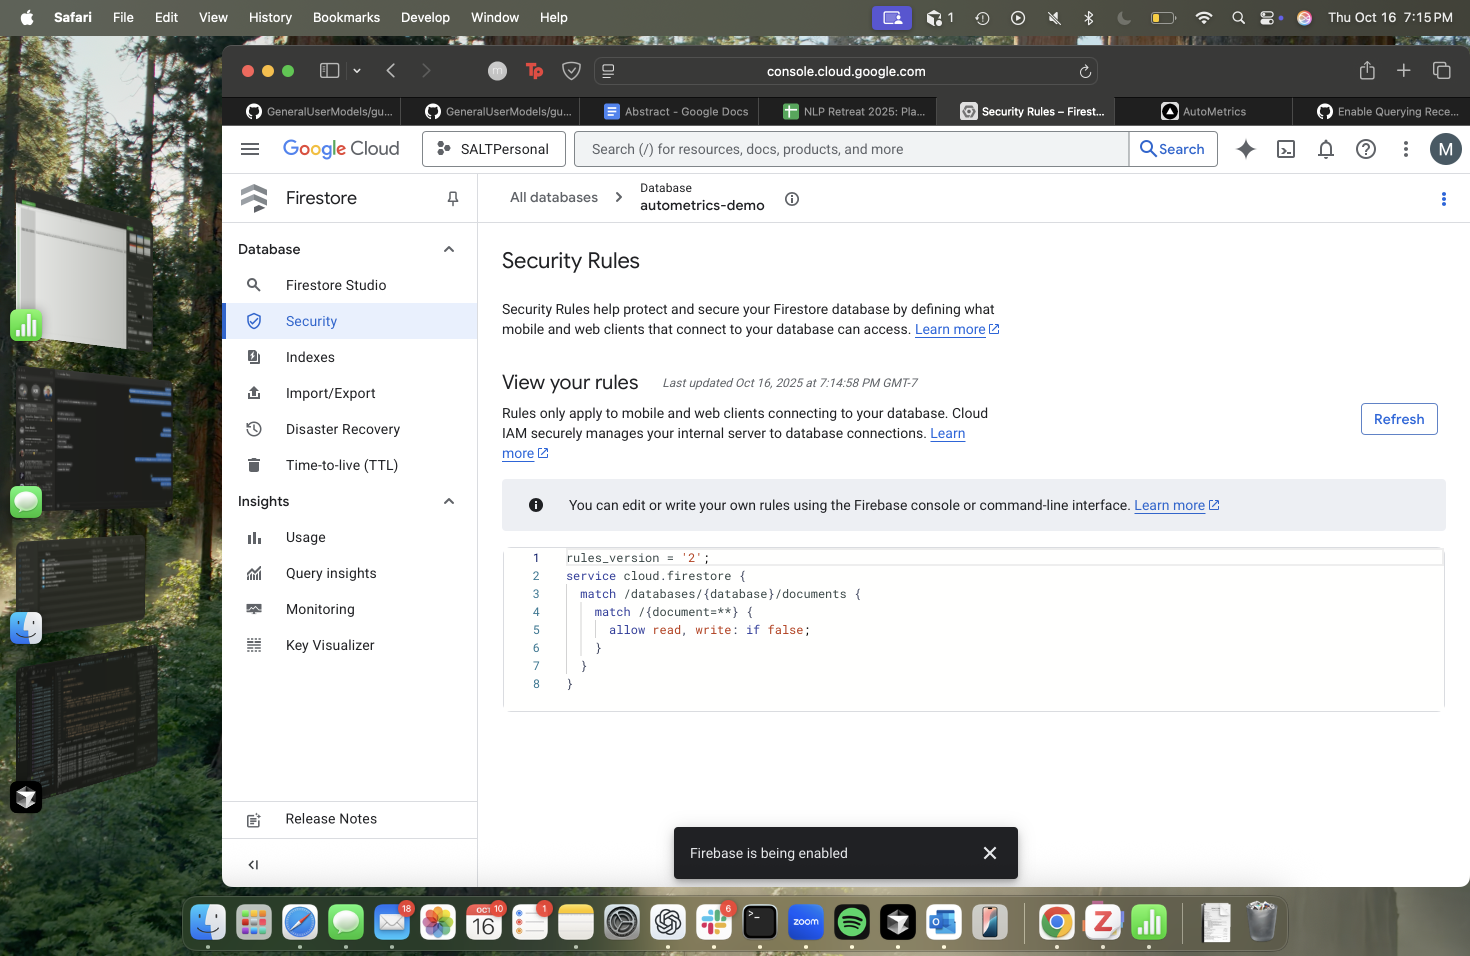 Safari File Edit View History Bookmarks Develop Window Help 1 Thu Oct 16 7:15 PM
console.cloud.google.com
GeneralUserModels/gu... GeneralUserModels/gu... Abstract - Google Docs NLP Retreat 2025: Pla... Security Rules – Firest... AutoMetrics Enable Querying Rece...
Google Cloud SALTPersonal Search (/) for resources, docs, products, and more Search M
Firestore
All databases
Database
autometrics-demo
Database
Firestore Studio
Security
Indexes
Import/Export
Disaster Recovery
Time-to-live (TTL)
Insights
Usage
Query insights
Monitoring
Key Visualizer
Release Notes
Security Rules
Security Rules help protect and secure your Firestore database by defining what
mobile and web clients that connect to your database can access. Learn more
View your rules Last updated Oct 16, 2025 at 7:14:58 PM GMT-7
Rules only apply to mobile and web clients connecting to your database. Cloud
IAM securely manages your internal server to database connections. Learn
more
Refresh
You can edit or write your own rules using the Firebase console or command-line interface. Learn more
1 rules_version = '2';
2 service cloud.firestore {
3 match /databases/{database}/documents {
4 match /{document=**} {
5 allow read, write: if false;
6 }
7 }
8 }
Firebase is being enabled
18 OCT 10 16 1 6 zoom